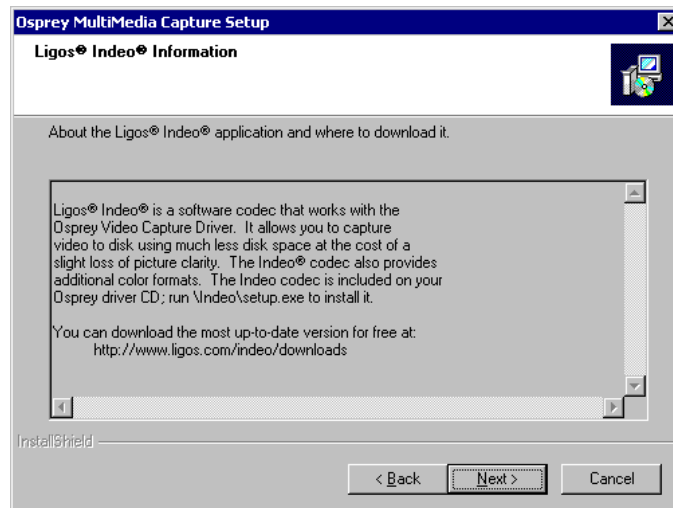 Osprey MultiMedia Capture Setup
Ligos® Indeo® Information
About the Ligos® Indeo® application and where to download it.
Ligos® Indeo® is a software codec that works with the
Osprey Video Capture Driver.  It allows you to capture
video to disk using much less disk space at the cost of a
slight loss of picture clarity.  The Indeo® codec also provides
additional color formats.  The Indeo codec is included on your
Osprey driver CD; run \Indeo\setup.exe to install it.
You can download the most up-to-date version for free at:
http://www.ligos.com/indeo/downloads
InstallShield
< Back
Next >
Cancel